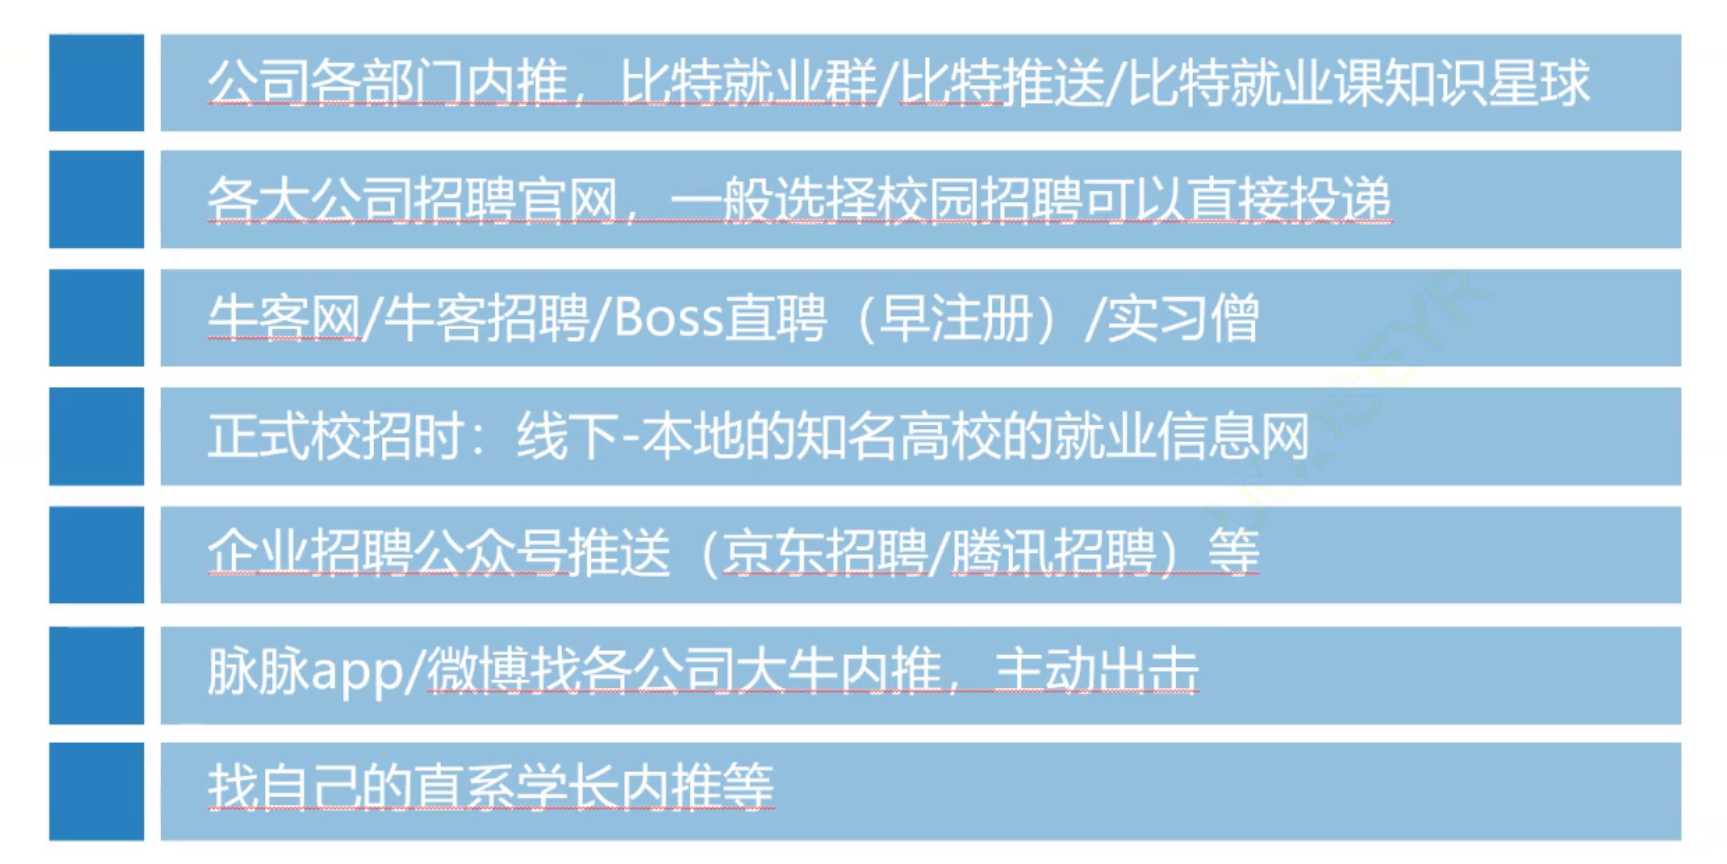 公司各部门内推，比特就业群/比特推送/比特就业课知识星球
各大公司招聘官网，一般选择校园招聘可以直接投递
牛客网/牛客招聘/Boss直聘（早注册）/实习僧
正式校招时：线下-本地的知名高校的就业信息网
企业招聘公众号推送（京东招聘/腾讯招聘）等
脉脉app/微博找各公司大牛内推，主动出击
找自己的直系学长内推等